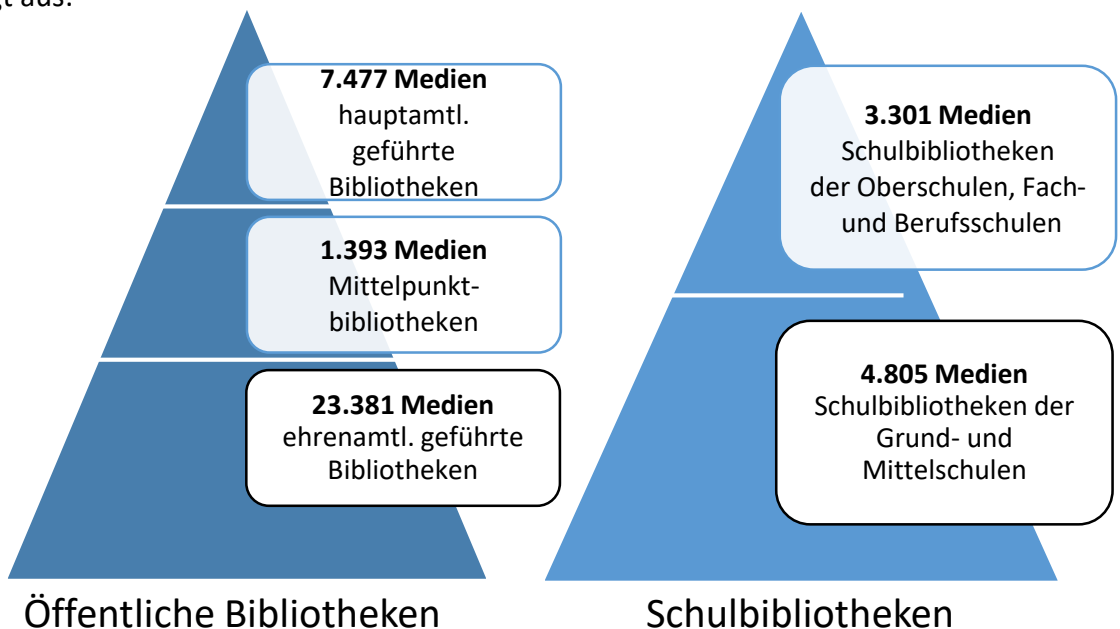 7.477 Medien
hauptamtl.
geführte
Bibliotheken
1.393 Medien
Mittelpunkt-
bibliotheken
23.381 Medien
ehrenamtl. geführte
Bibliotheken
Öffentliche Bibliotheken
3.301 Medien
Schulbibliotheken
der Oberschulen, Fach-
und Berufsschulen
4.805 Medien
Schulbibliotheken der
Grund- und
Mittelschulen
Schulbibliotheken